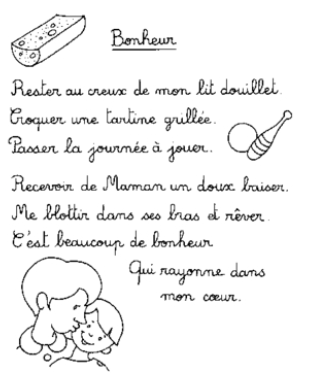 Bonheur
Rester au creux de mon lit douillet.
Croquer une tartine grillée.
Passer la journée à jouer.
Recevoir de Maman un doux baiser.
Me blottir dans ses bras et rêver.
C'est beaucoup de bonheur
Qui rayonne dans
mon cœur.